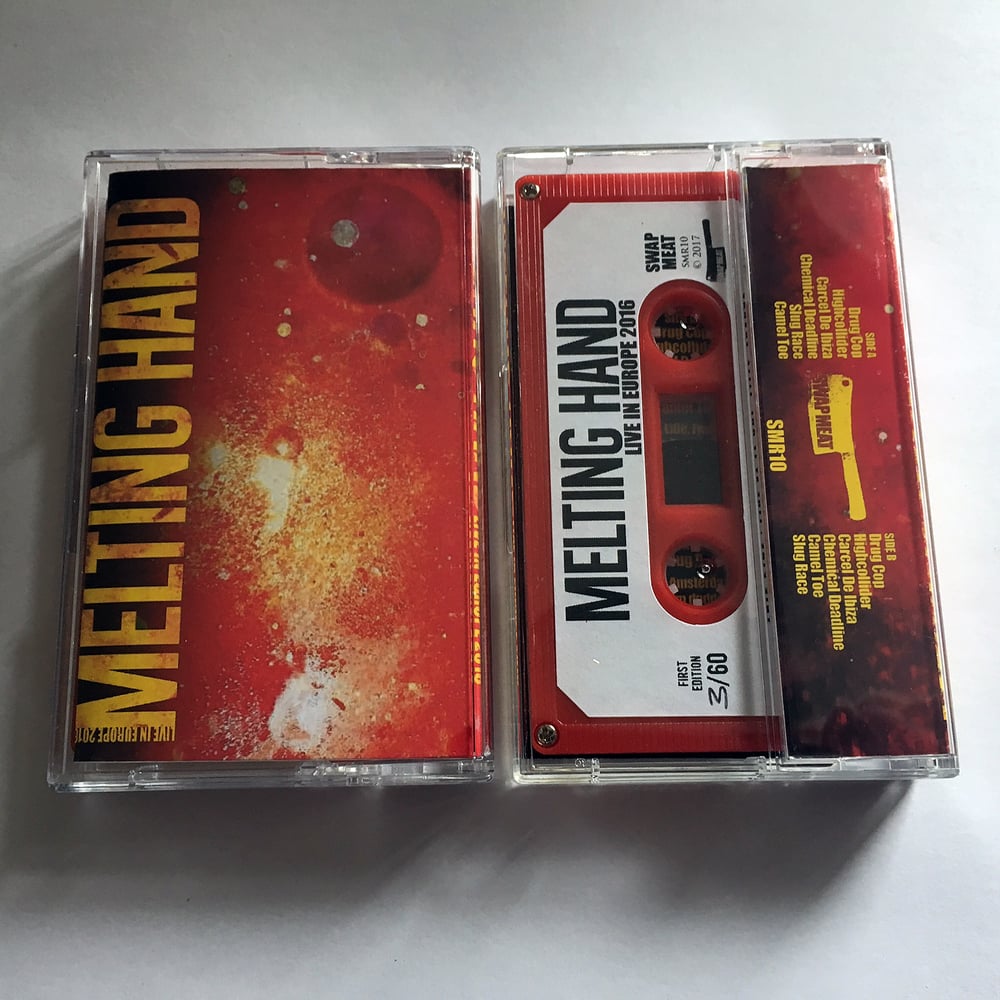 MELTING HAND
LIVE IN EUROPE 2016
SWAP
MEAT
SMR10
© 2017
MELTING HAND
LIVE IN EUROPE 2016
FIRST
EDITION
3/60
SIDE A
Drug Cop
Highcollider
Carcel De Ibiza
Chemical Deadline
Slug Race
Camel Toe
SWAP MEAT
SMR10
SIDE B
Drug Cop
Highcollider
Carcel De Ibiza
Chemical Deadline
Camel Toe
Slug Race